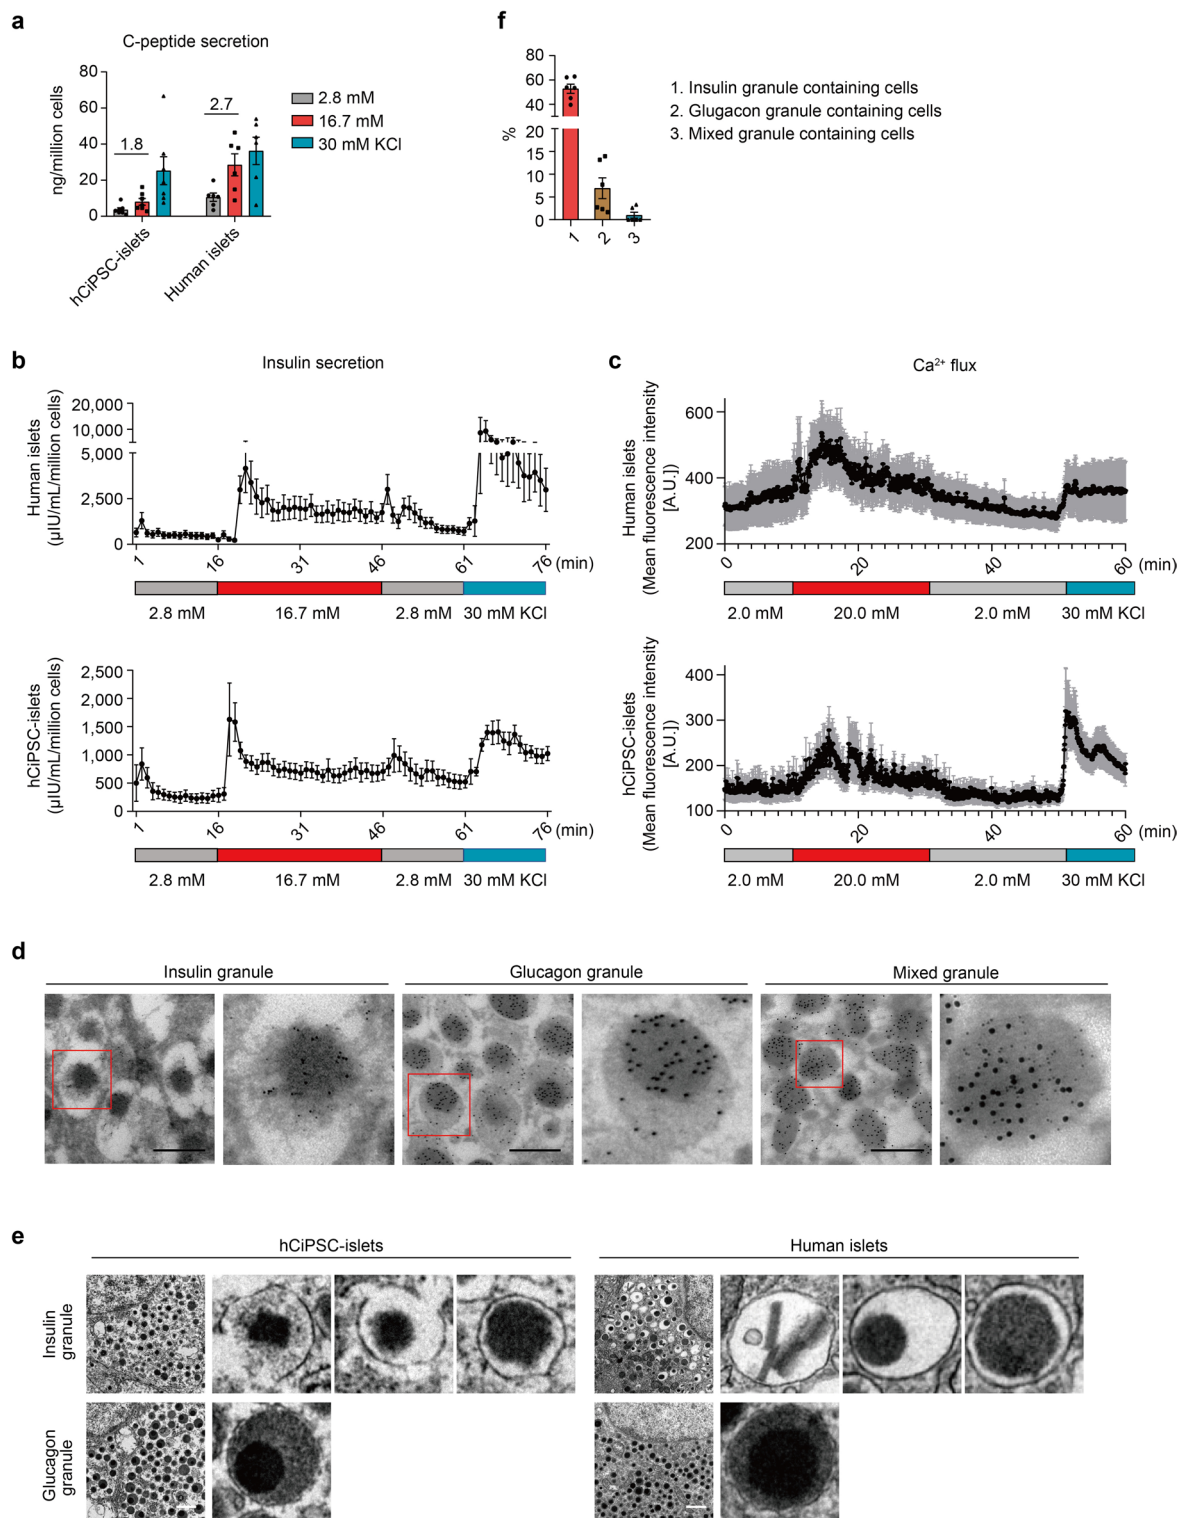 a
C-peptide secretion
ng/million cells
80
60
40
20
0
1.8
2.7
2.8 mM
16.7 mM
30 mM KCl
hCiPSC-islets
Human islets
f
%
80
60
40
20
15
10
5
0
1
2
3
1. Insulin granule containing cells
2. Glugacon granule containing cells
3. Mixed granule containing cells
b
Insulin secretion
Human islets
(µIU/mL/million cells)
20,000
10,000
5,000
2,500
0
1
16
31
46
61
76
(min)
2.8 mM
16.7 mM
2.8 mM
30 mM KCl
hCiPSC-islets
(µIU/mL/million cells)
2,500
2,000
1,500
1,000
500
0
1
16
31
46
61
76
(min)
2.8 mM
16.7 mM
2.8 mM
30 mM KCl
c
Ca²⁺ flux
Human islets
(Mean fluorescence intensity
[A.U.])
600
400
200
0
20
40
60
(min)
2.0 mM
20.0 mM
2.0 mM
30 mM KCl
hCiPSC-islets
(Mean fluorescence intensity
[A.U.])
400
300
200
100
0
20
40
60
(min)
2.0 mM
20.0 mM
2.0 mM
30 mM KCl
d
Insulin granule
Glucagon granule
Mixed granule
e
hCiPSC-islets
Human islets
Insulin
granule
Glucagon
granule